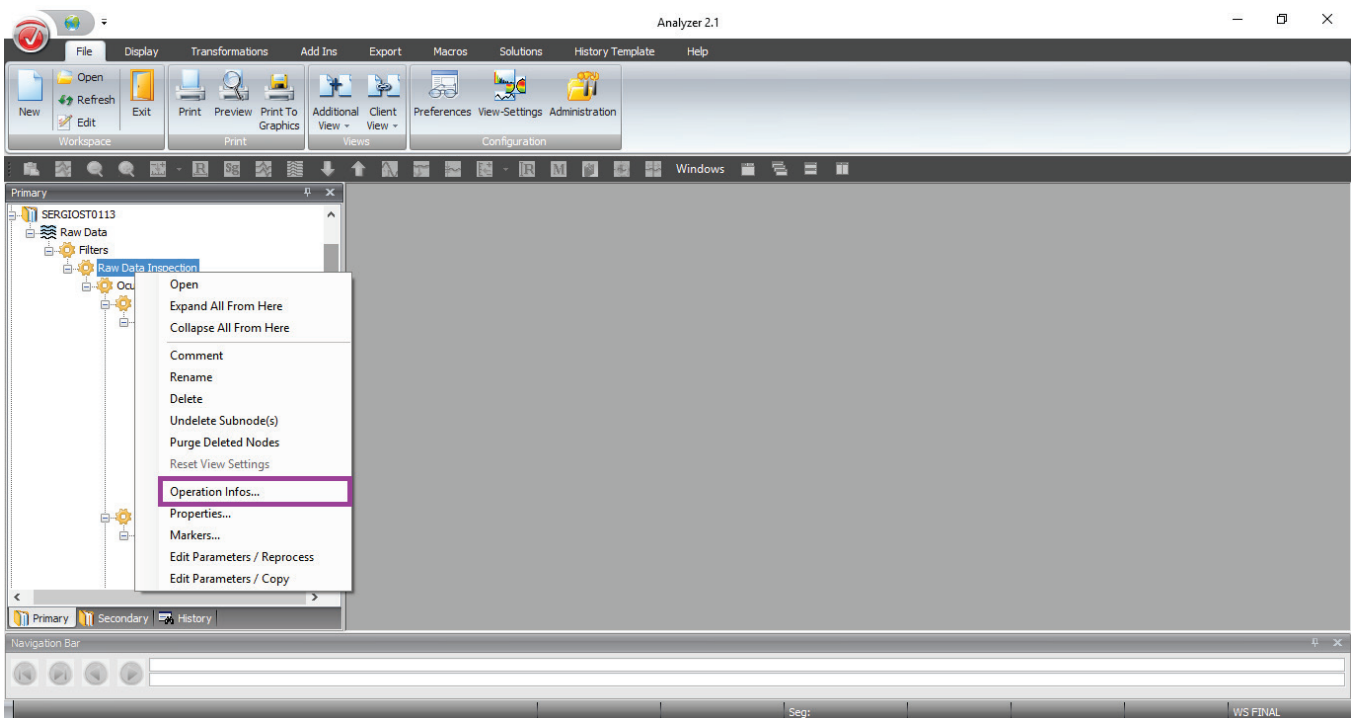 Analyzer 2.1
File Display Transformations Add Ins Export Macros Solutions History Template Help
New
Open
Refresh
Edit
Exit
Workspace
Print
Preview
Print To Graphics
Print
Additional View
Client View
Views
Preferences
View-Settings
Administration
Configuration
R Sg R M Windows
Primary
SERGIOST0113
Raw Data
Filters
Raw Data Inspection
Ocu
Open
Expand All From Here
Collapse All From Here
Comment
Rename
Delete
Undelete Subnode(s)
Purge Deleted Nodes
Reset View Settings
Operation Infos...
Properties...
Markers...
Edit Parameters / Reprocess
Edit Parameters / Copy
Primary Secondary History
Navigation Bar
Seg: WS FINAL